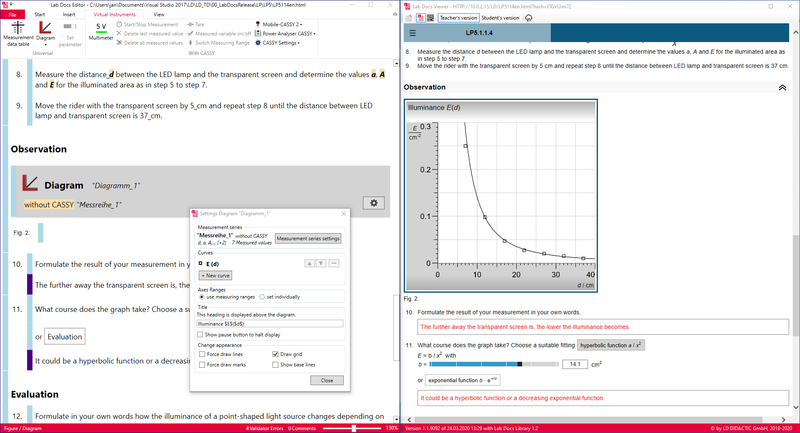 Lab Docs Editor - C:\Users\jan\Documents\Visual Studio 2017\LD\LD_TD\00_LabDocsRelease\LP\LP5\LP5114en.html
File Start Insert Virtual Instruments View
Measurement data table
Diagram
Set parameter
Universal
5 V
Multimeter
Start/Stop Measurement
Delete last measured value
Delete all measured values
Tare
Measured variable on/off
Switch Measuring Range
Mobile-CASSY 2
Power Analyser CASSY
CASSY Settings
With CASSY
8. Measure the distance d between the LED lamp and the transparent screen and determine the values a, A
and E for the illuminated area as in step 5 to step 7.
9. Move the rider with the transparent screen by 5_cm and repeat step 8 until the distance between LED
lamp and transparent screen is 37_cm.
Observation
Diagram "Diagramm_1"
without CASSY "Messreihe_1"
Fig. 2:
10. Formulate the result of your measurement in y
The further away the transparent screen is, the
11. What course does the graph take? Choose a su
or Evaluation
It could be a hyperbolic function or a decreasin
Evaluation
12. Formulate in your own words how the illuminance of a point-shaped light source changes depending on
Figure / Diagram 4 Validator Errors 0 Comments 130%
Settings Diagram "Diagramm_1"
Measurement series
"Messreihe_1" without CASSY
d, a, A,... (+2) 7 Measured values
Measurement series settings
Curves
E (d)
+ New curve
Axes Ranges
use measuring ranges set individually
Title
This heading is displayed above the diagram.
Illuminance $E$($d$)
Show pause button to halt display
Change appearance
Force draw lines Draw grid
Force draw marks Show base lines
Close
Lab Docs Viewer - HTTP://10.0.2.15/LD/LP5114en.html?hash=ITGYd3m72
Teacher's version Student's version
LP5.1.1.4
8. Measure the distance d between the LED lamp and the transparent screen and determine the values a, A and E for the illuminated area as
in step 5 to step 7.
9. Move the rider with the transparent screen by 5 cm and repeat step 8 until the distance between LED lamp and transparent screen is 37 cm.
Observation
Illuminance E(d)
E
cm⁻²
0.3
0.2
0.1
0
0 10 20 30 40
d / cm
Fig. 2:
10. Formulate the result of your measurement in your own words.
The further away the transparent screen is, the lower the illuminance becomes.
11. What course does the graph take? Choose a suitable fitting hyperbolic function a / x²
E = b / x² with
b = 14.1 cm²
or exponential function b · e⁻ˣᐟᵃ
It could be a hyperbolic function or a decreasing exponential function.
Version 1.1.9092 of 24.03.2020 13:29 with Lab Docs Library 1.2 © by LD DIDACTIC GmbH, 2018-2020